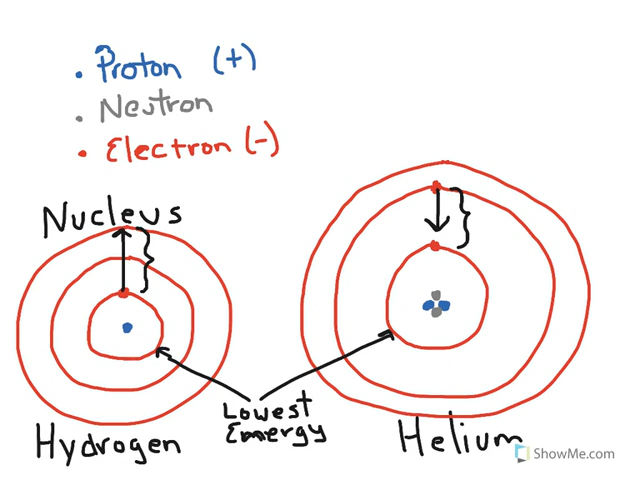 • Proton (+)
• Neutron
• Electron (-)
Nucleus
Lowest
Energy
Hydrogen
Helium
ShowMe.com